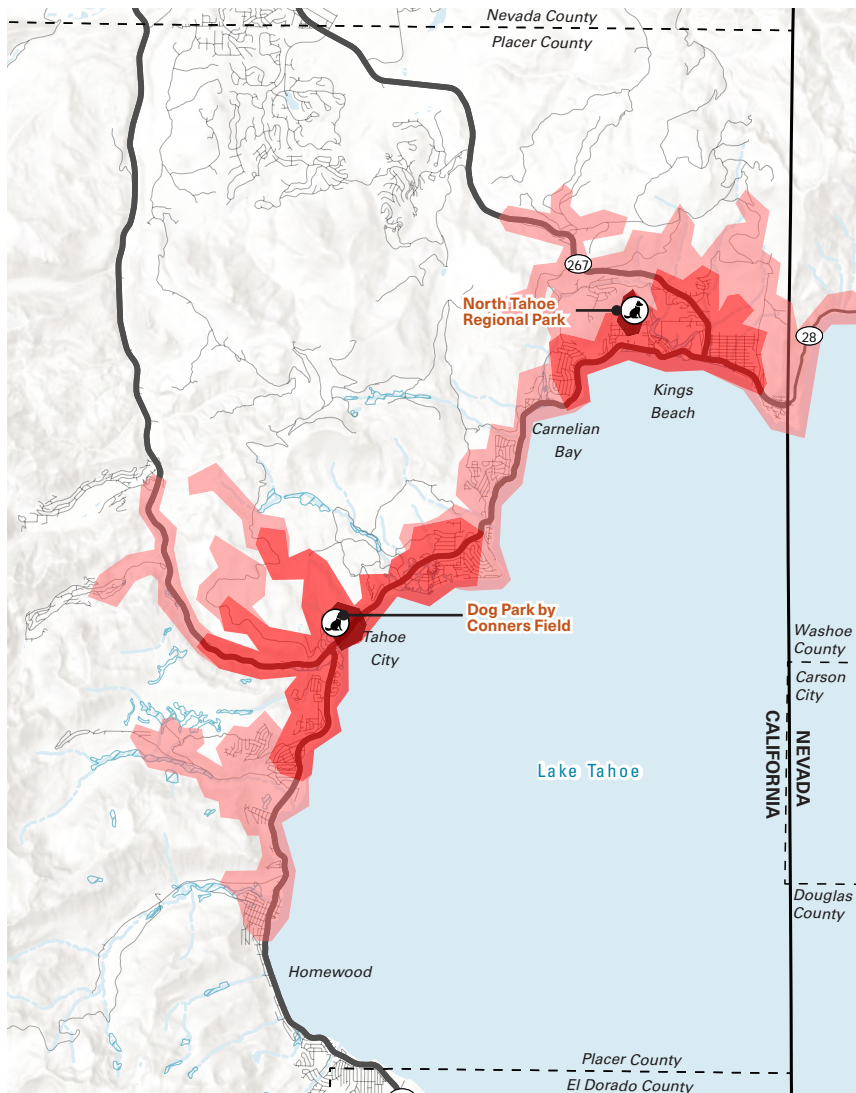 Nevada County
Placer County
267
North Tahoe
Regional Park
28
Kings
Beach
Carnelian
Bay
Dog Park by
Conners Field
Tahoe
City
Washoe
County
Carson
City
CALIFORNIA
NEVADA
Lake Tahoe
Douglas
County
Homewood
Placer County
El Dorado County